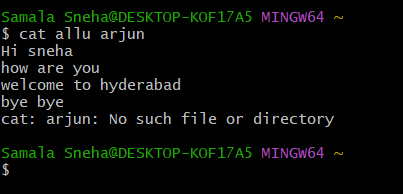 Samala Sneha@DESKTOP-KOF17A5 MINGW64 ~
$ cat allu arjun
Hi sneha
how are you
welcome to hyderabad
bye bye
cat: arjun: No such file or directory
Samala Sneha@DESKTOP-KOF17A5 MINGW64 ~
$